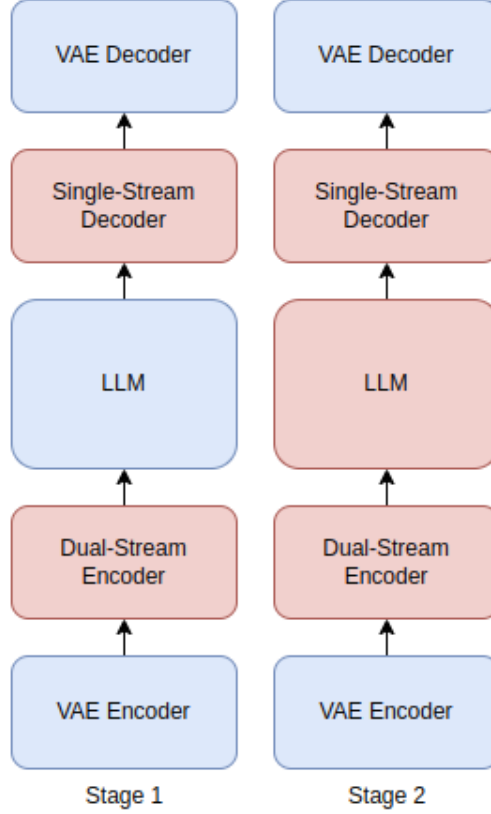 VAE Decoder
Single-Stream
Decoder
LLM
Dual-Stream
Encoder
VAE Encoder
Stage 1
VAE Decoder
Single-Stream
Decoder
LLM
Dual-Stream
Encoder
VAE Encoder
Stage 2